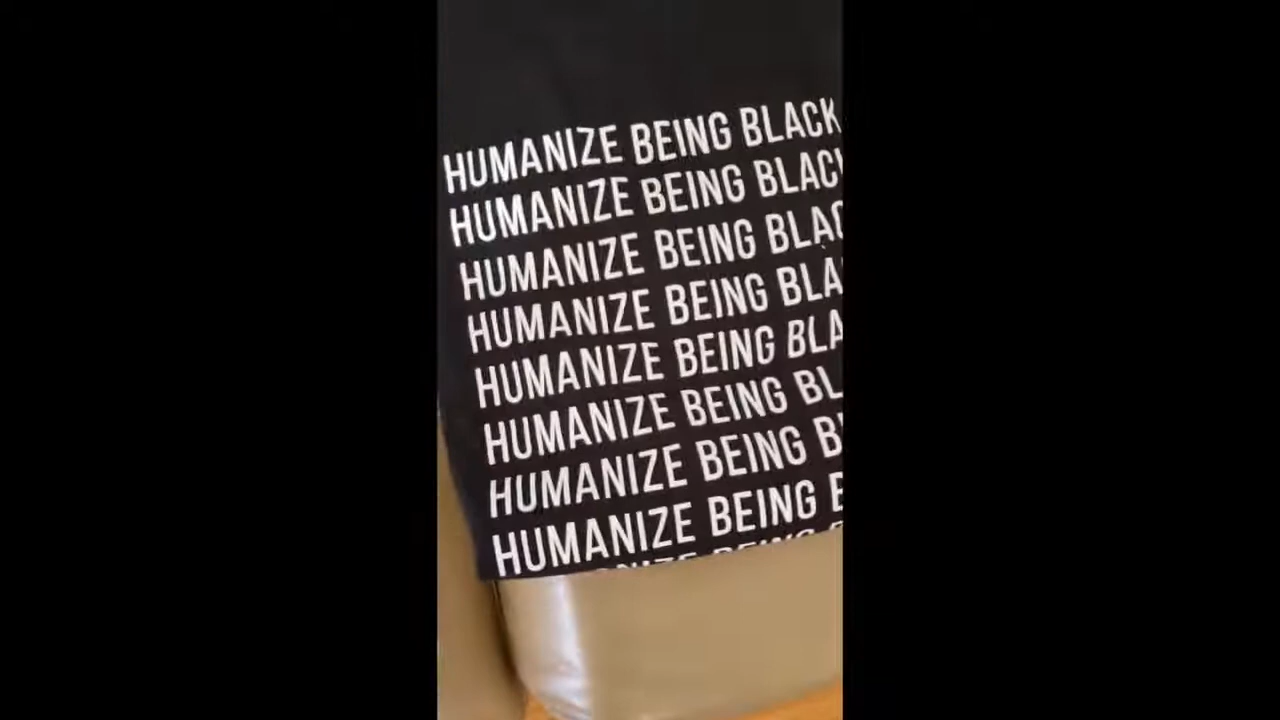 HUMANIZE BEING BLACK
HUMANIZE BEING BLAC
HUMANIZE BEING BLAC
HUMANIZE BEING BLA
HUMANIZE BEING BLA
HUMANIZE BEING BL
HUMANIZE BEING B
HUMANIZE BEING